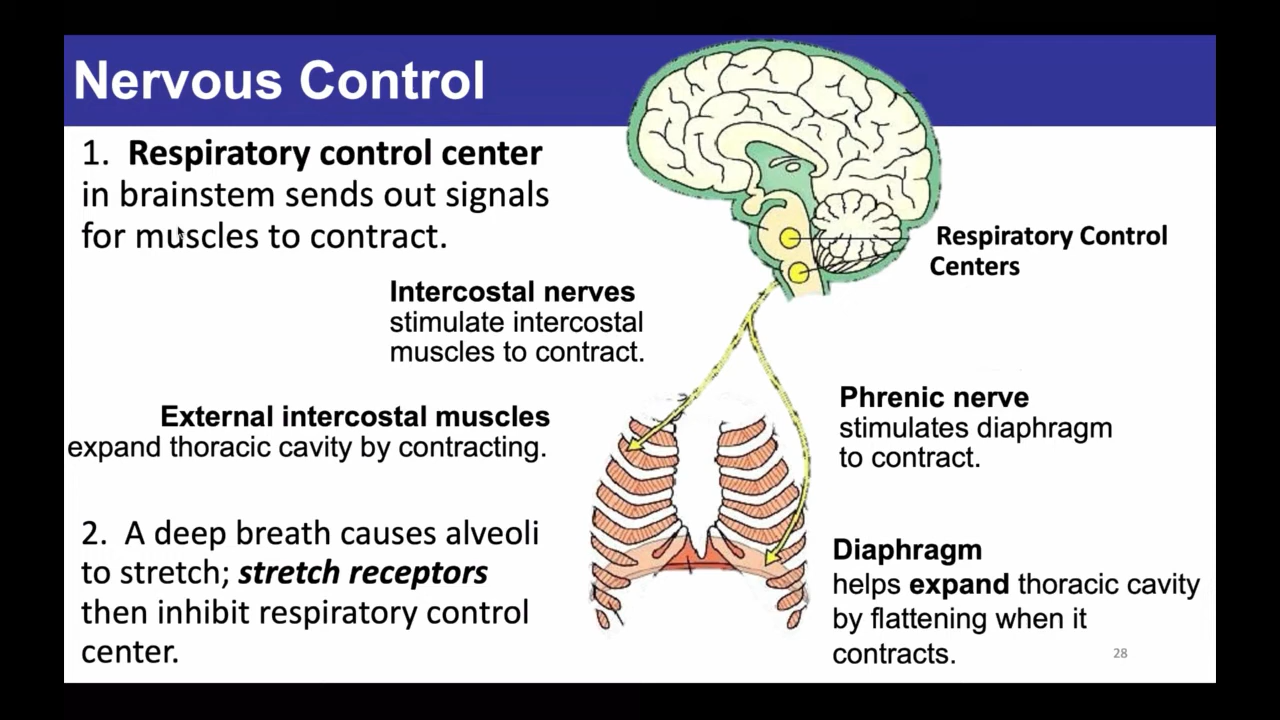 Nervous Control
1. Respiratory control center
in brainstem sends out signals
for muscles to contract.
Respiratory Control
Centers
Intercostal nerves
stimulate intercostal
muscles to contract.
External intercostal muscles
expand thoracic cavity by contracting.
Phrenic nerve
stimulates diaphragm
to contract.
2. A deep breath causes alveoli
to stretch; stretch receptors
then inhibit respiratory control
center.
Diaphragm
helps expand thoracic cavity
by flattening when it
contracts.
28